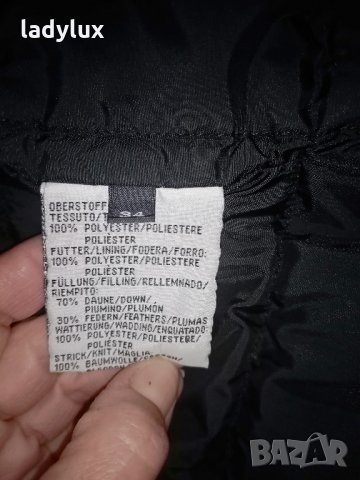 ladylux
34
OBERSTOFF
TESSUTO/T
100% POLYESTER/POLIESTERE
POLIÉSTER
FUTTER/LINING/FODERA/FORRO:
100% POLYESTER/POLIESTERE
POLIÉSTER
FÜLLUNG/FILLING/RELLEMNADO/
RIEMPITO:
70% DAUNE/DOWN/,
PIUMINO/PLUMÓN
30% FEDERN/FEATHERS/PLUMAS
WATTIERUNG/WADDING/ENGUATADO:
100% POLYESTER/POLIESTERE/
POLIÉSTER
STRICK/KNIT/MAGLIA
100% BAUMWOLLE/
BAZAR